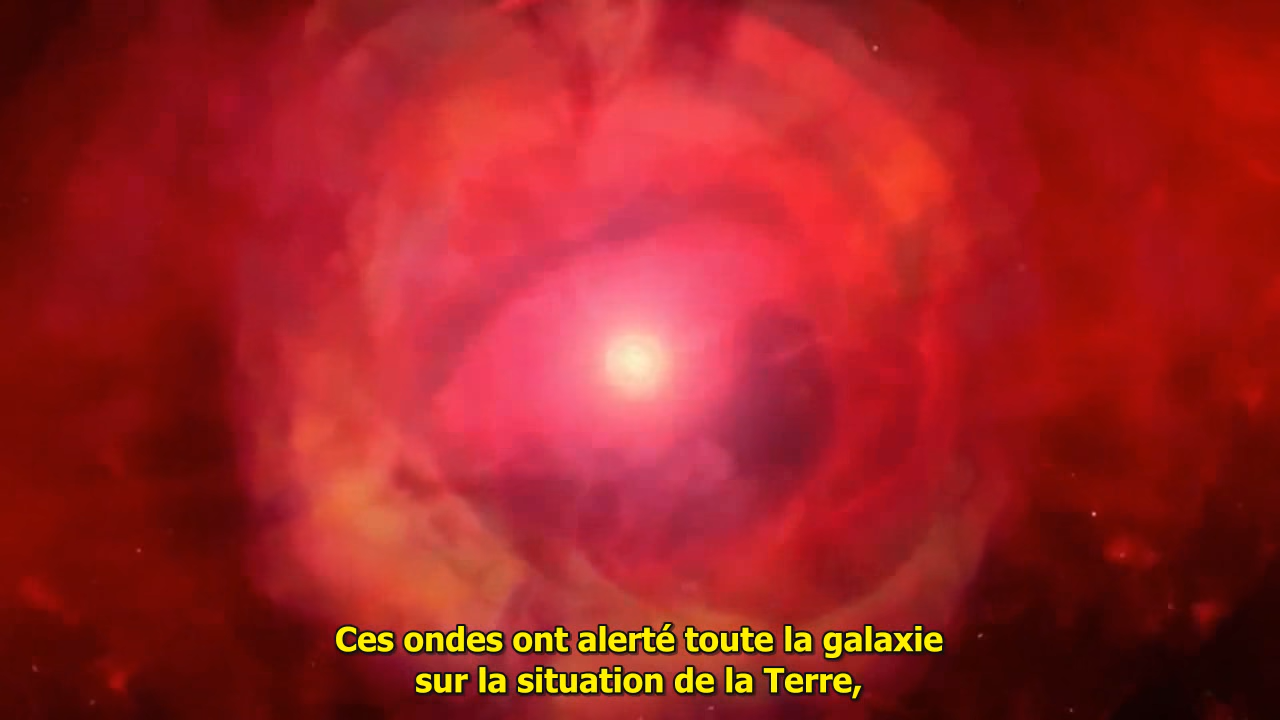 Ces ondes ont alerté toute la galaxie
sur la situation de la Terre,